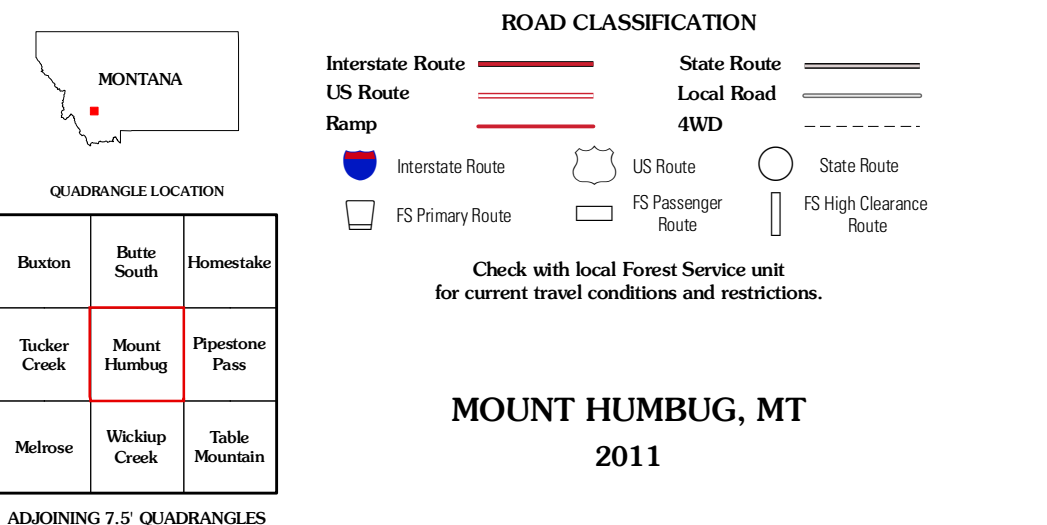 MONTANA
QUADRANGLE LOCATION
Buxton
Butte
South
Homestake
Tucker
Creek
Mount
Humbug
Pipestone
Pass
Melrose
Wickiup
Creek
Table
Mountain
ADJOINING 7.5' QUADRANGLES
ROAD CLASSIFICATION
Interstate Route
State Route
US Route
Local Road
Ramp
4WD
Interstate Route
US Route
State Route
FS Primary Route
FS Passenger
Route
FS High Clearance
Route
Check with local Forest Service unit
for current travel conditions and restrictions.
MOUNT HUMBUG, MT
2011